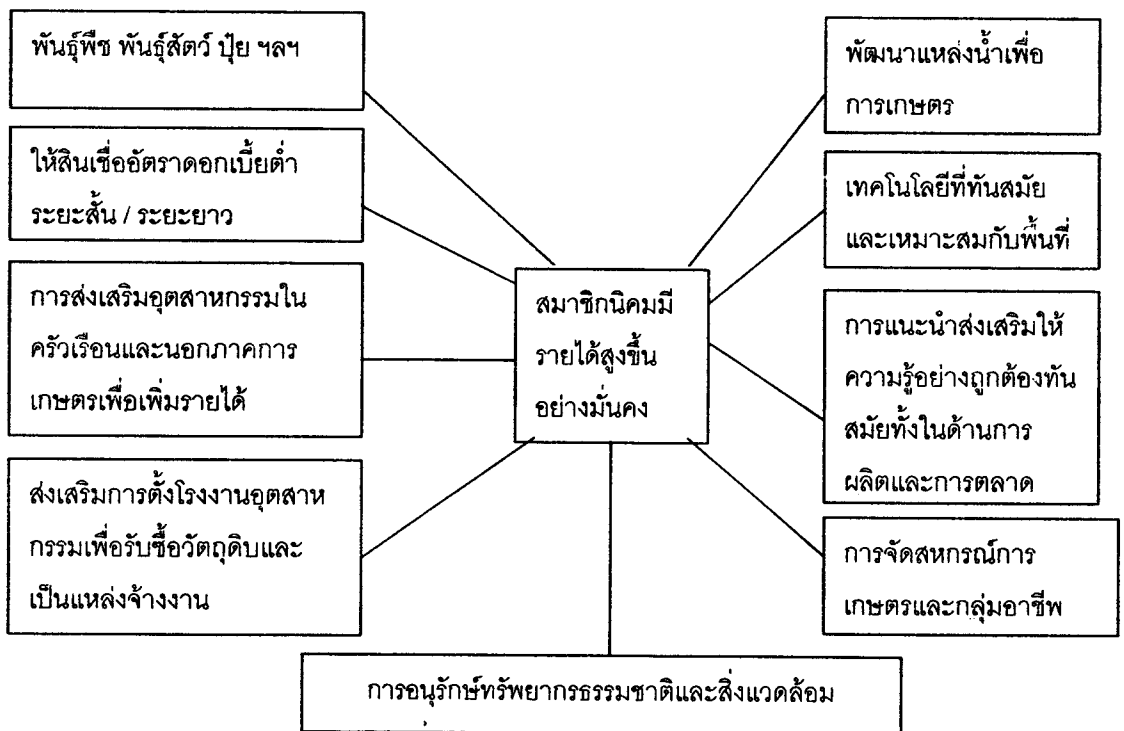 พันธุ์พืช พันธุ์สัตว์ ปุ๋ย ฯลฯ
ให้สินเชื่ออัตราดอกเบี้ยต่ำ
ระยะสั้น / ระยะยาว
การส่งเสริมอุตสาหกรรมใน
ครัวเรือนและนอกภาคการ
เกษตรเพื่อเพิ่มรายได้
ส่งเสริมการตั้งโรงงานอุตสาห
กรรมเพื่อรับซื้อวัตถุดิบและ
เป็นแหล่งจ้างงาน
สมาชิกนิคมมี
รายได้สูงขึ้น
อย่างมั่นคง
พัฒนาแหล่งน้ำเพื่อ
การเกษตร
เทคโนโลยีที่ทันสมัย
และเหมาะสมกับพื้นที่
การแนะนำส่งเสริมให้
ความรู้อย่างถูกต้องทัน
สมัยทั้งในด้านการ
ผลิตและการตลาด
การจัดสหกรณ์การ
เกษตรและกลุ่มอาชีพ
การอนุรักษ์ทรัพยากรธรรมชาติและสิ่งแวดล้อม